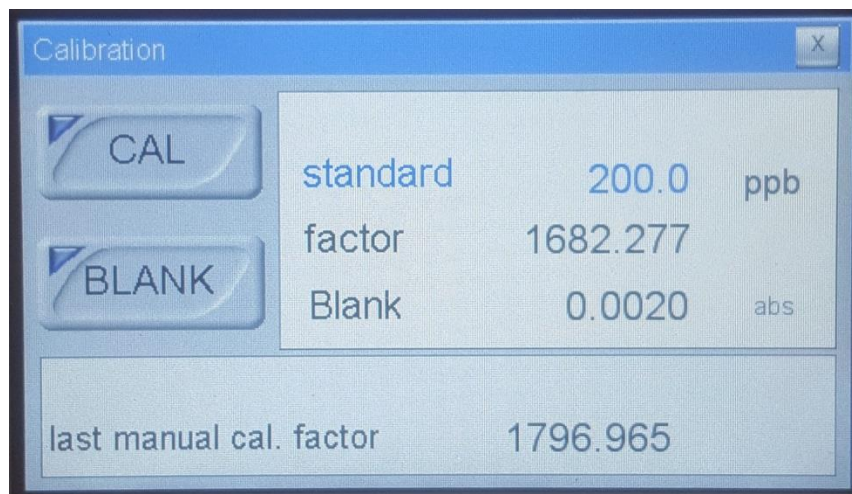 Calibration X
CAL
standard 200.0 ppb
factor 1682.277
BLANK
Blank 0.0020 abs
last manual cal. factor 1796.965